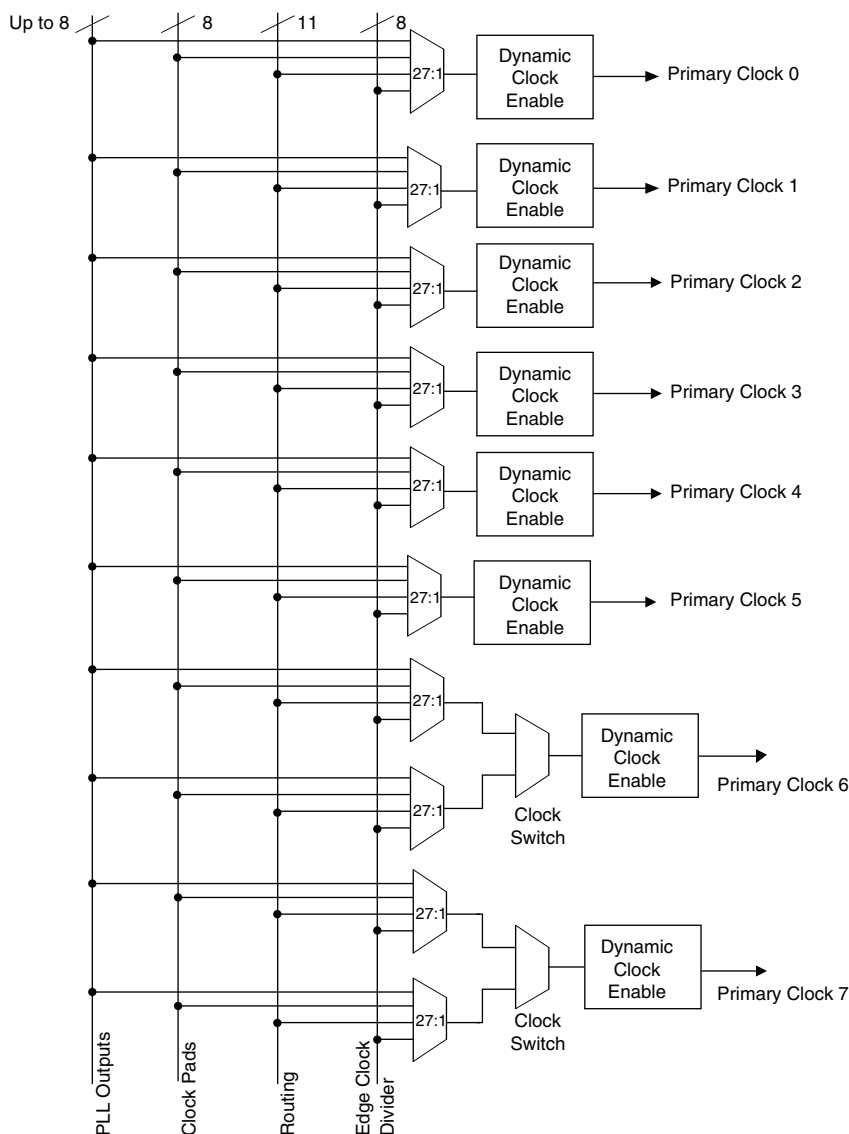 Up to 8
8
11
8
27:1
Dynamic
Clock
Enable
Primary Clock 0
27:1
Dynamic
Clock
Enable
Primary Clock 1
27:1
Dynamic
Clock
Enable
Primary Clock 2
27:1
Dynamic
Clock
Enable
Primary Clock 3
27:1
Dynamic
Clock
Enable
Primary Clock 4
27:1
Dynamic
Clock
Enable
Primary Clock 5
27:1
27:1
Clock
Switch
Dynamic
Clock
Enable
Primary Clock 6
27:1
27:1
Clock
Switch
Dynamic
Clock
Enable
Primary Clock 7
PLL Outputs
Clock Pads
Routing
Edge Clock
Divider